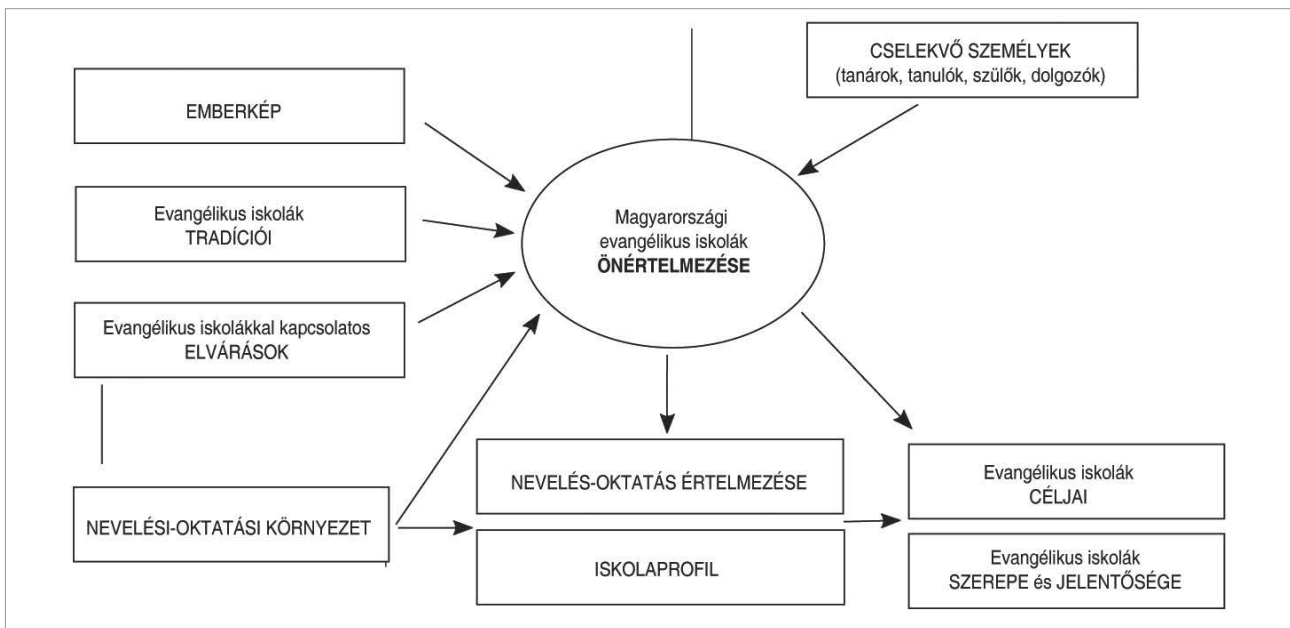 CSELEKVŐ SZEMÉLYEK
(tanárok, tanulók, szülők, dolgozók)
EMBERKÉP
Evangélikus iskolák
TRADÍCIÓI
Magyarországi
evangélikus iskolák
ÖNÉRTELMEZÉSE
Evangélikus iskolákkal kapcsolatos
ELVÁRÁSOK
NEVELÉSI-OKTATÁSI KÖRNYEZET
NEVELÉS-OKTATÁS ÉRTELMEZÉSE
ISKOLAPROFIL
Evangélikus iskolák
CÉLJAI
Evangélikus iskolák
SZEREPE és JELENTŐSÉGE